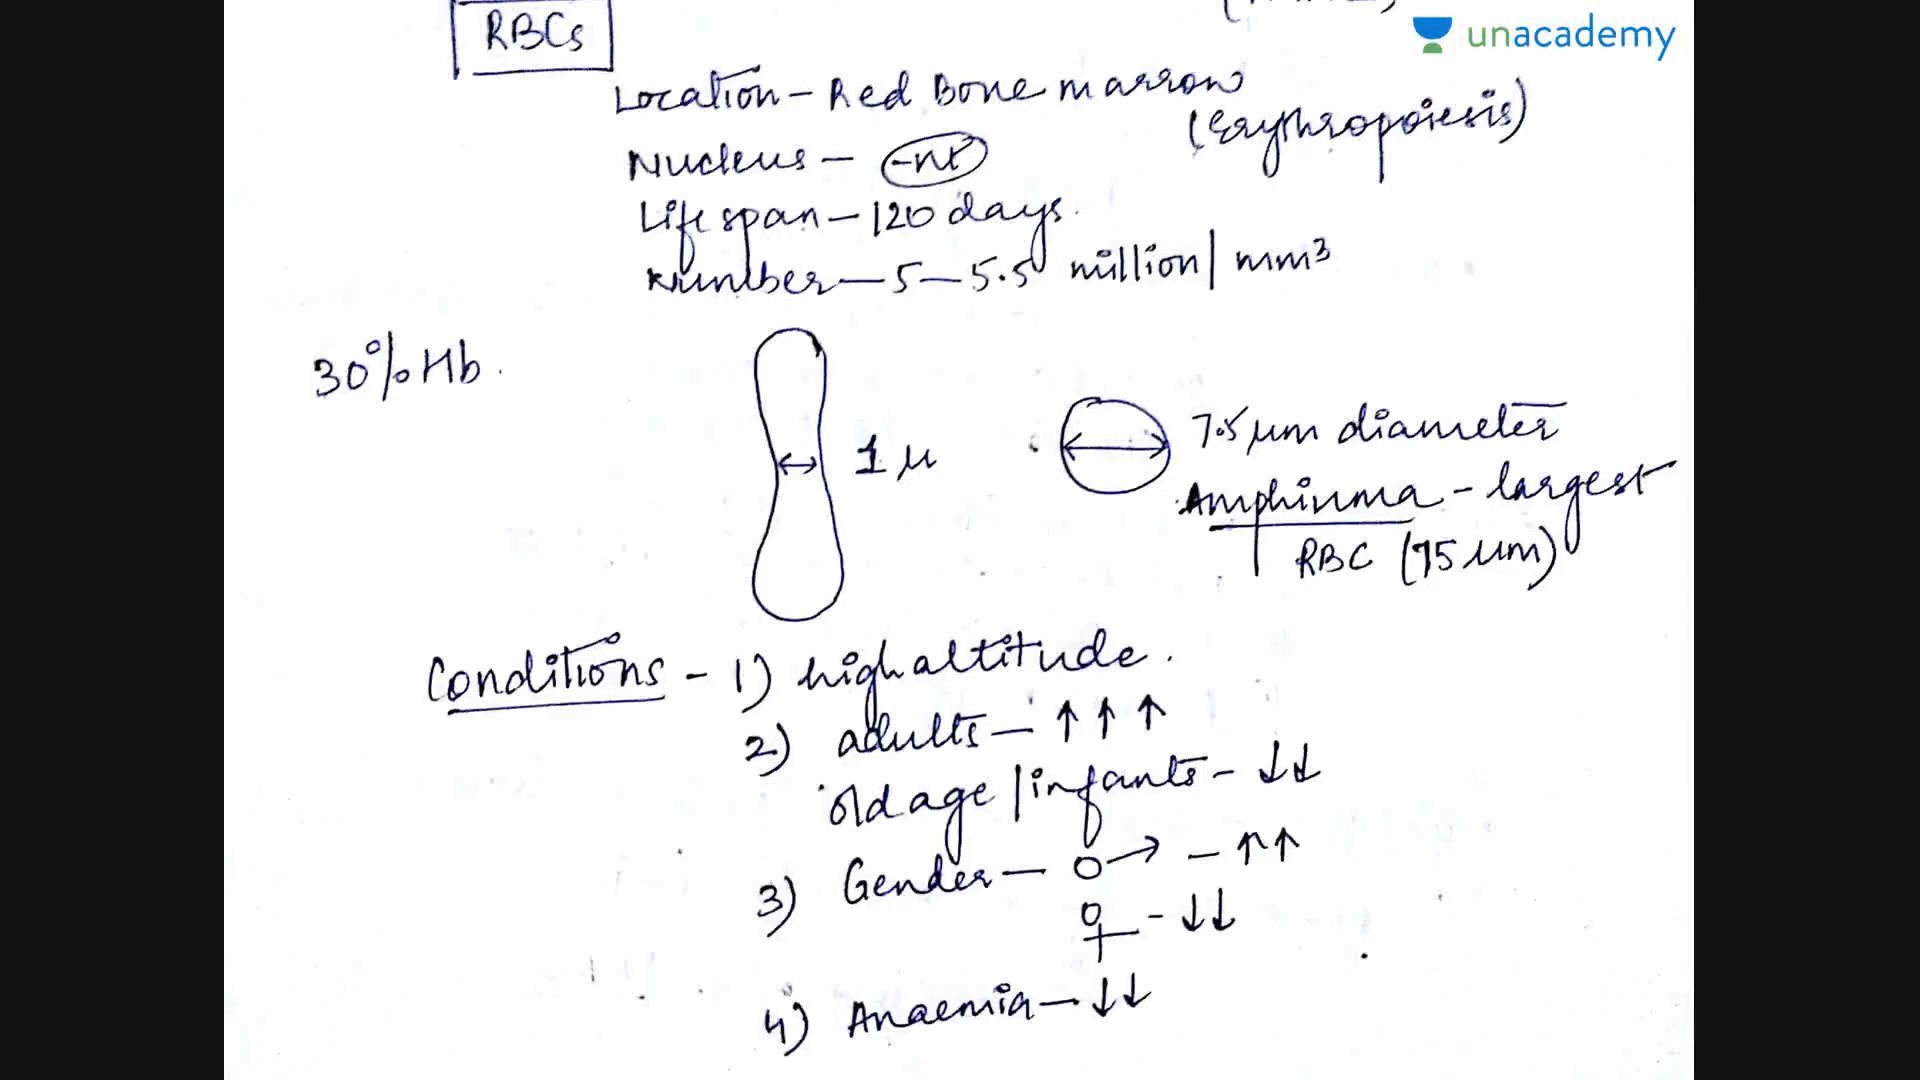 unacademy
RBCs
Location - Red Bone marrow
(Erythropoiesis)
Nucleus - -nt
Life span - 120 days
Number - 5 - 5.5 million/mm³
30% Hb.
1 μ
7.5 μm diameter
Amphiuma - largest
RBC (75 μm)
Conditions - 1) high altitude.
2) adults - ↑ ↑ ↑
old age / infants - ↓↓
3) Gender - ♂ - ↑↑
♀ - ↓↓
4) Anaemia - ↓↓